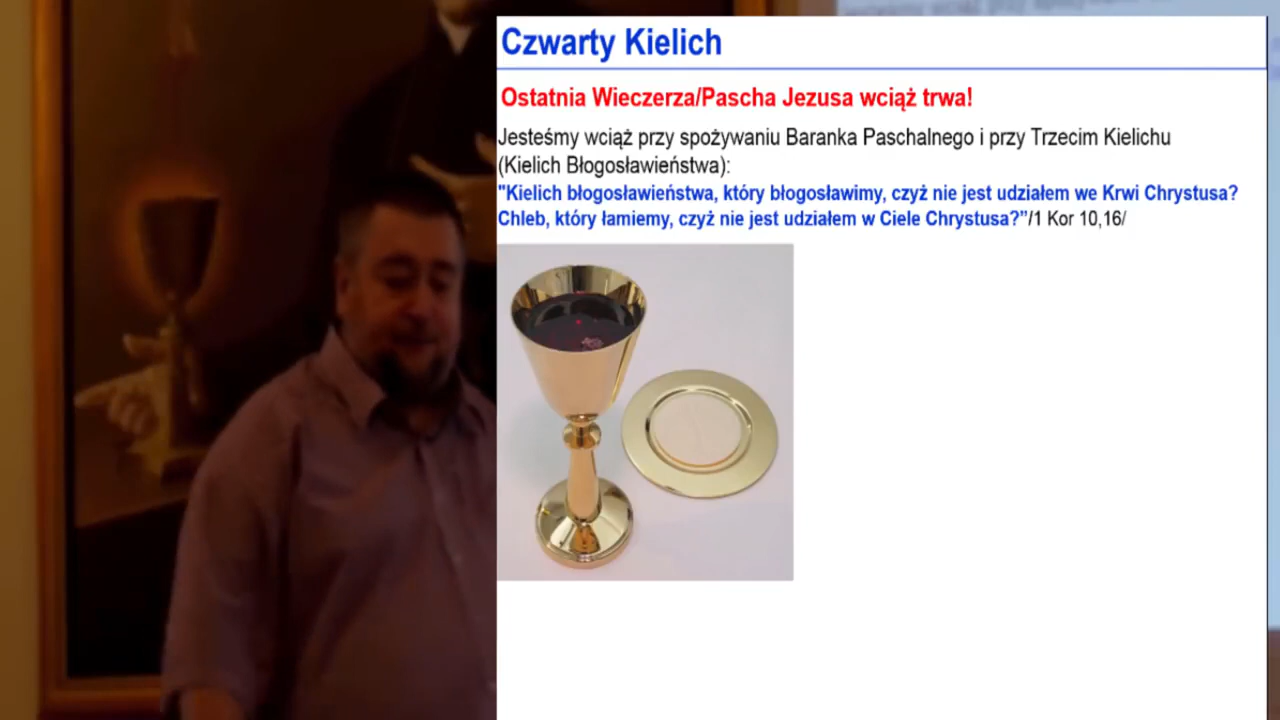 Czwarty Kielich
Ostatnia Wieczerza/Pascha Jezusa wciąż trwa!
Jesteśmy wciąż przy spożywaniu Baranka Paschalnego i przy Trzecim Kielichu
(Kielich Błogosławieństwa):
"Kielich błogosławieństwa, który błogosławimy, czyż nie jest udziałem we Krwi Chrystusa?
Chleb, który łamiemy, czyż nie jest udziałem w Ciele Chrystusa?”/1 Kor 10,16/